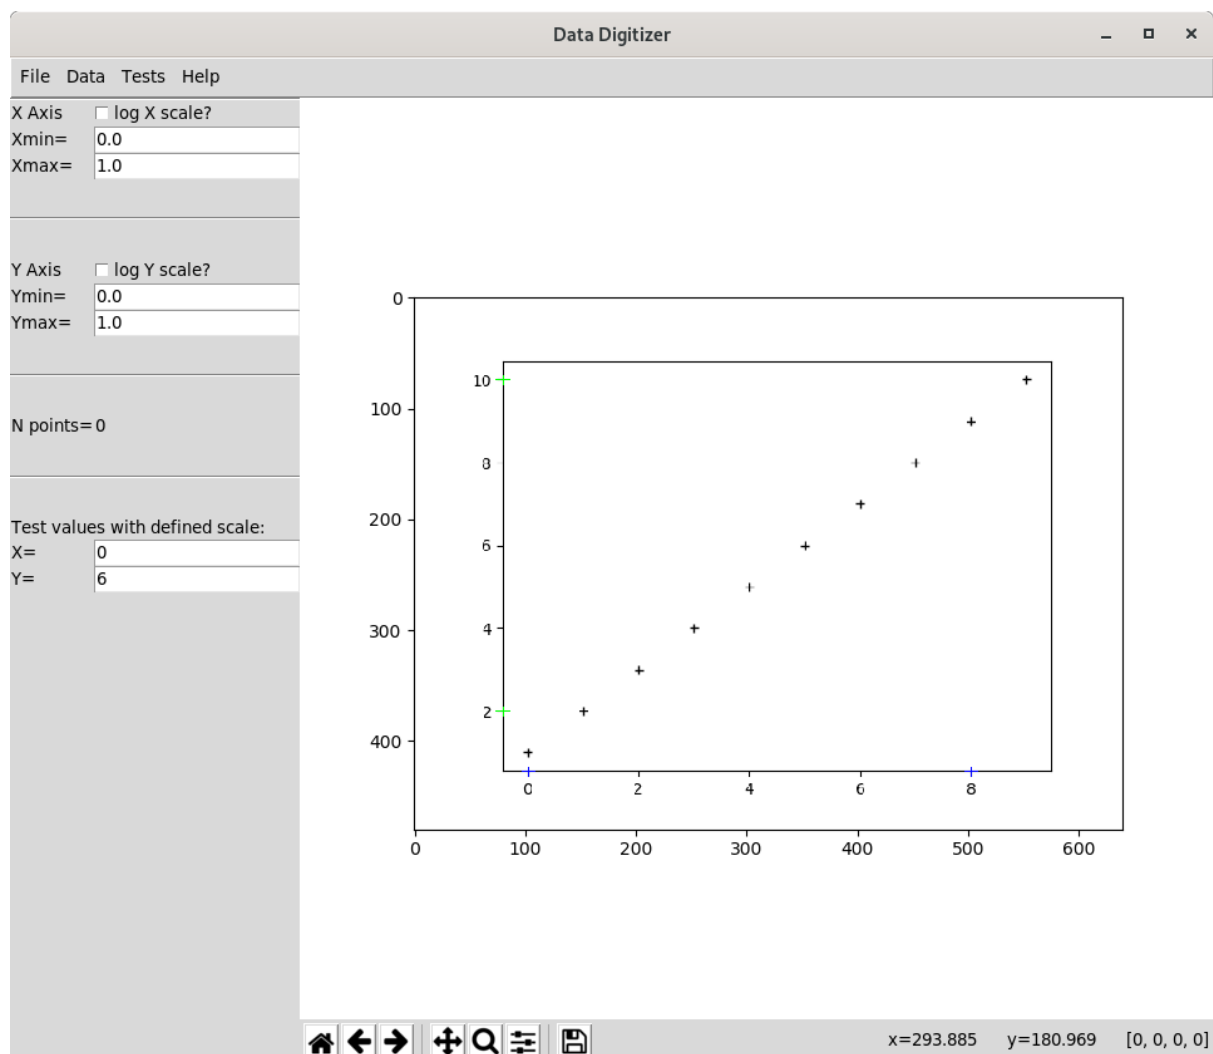 Data Digitizer
File Data Tests Help
X Axis log X scale?
Xmin= 0.0
Xmax= 1.0
Y Axis log Y scale?
Ymin= 0.0
Ymax= 1.0
N points= 0
Test values with defined scale:
X= 0
Y= 6
0
100
200
300
400
10
8
6
4
2
0 2 4 6 8
0 100 200 300 400 500 600
x=293.885 y=180.969 [0, 0, 0, 0]